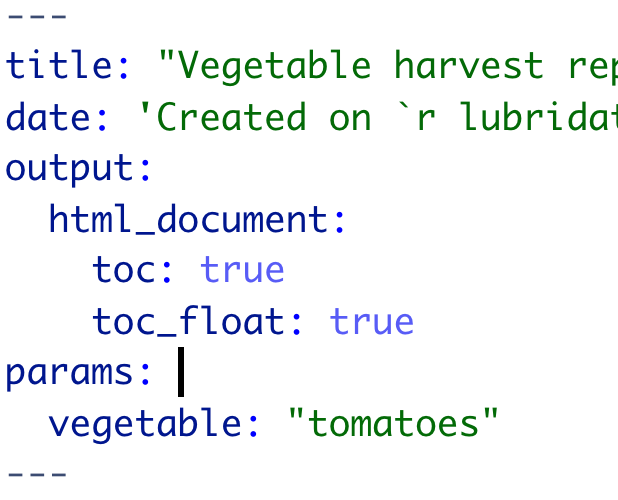 ---
title: "Vegetable harvest rep
date: 'Created on `r lubridat
output:
  html_document:
    toc: true
    toc_float: true
params:
  vegetable: "tomatoes"
---